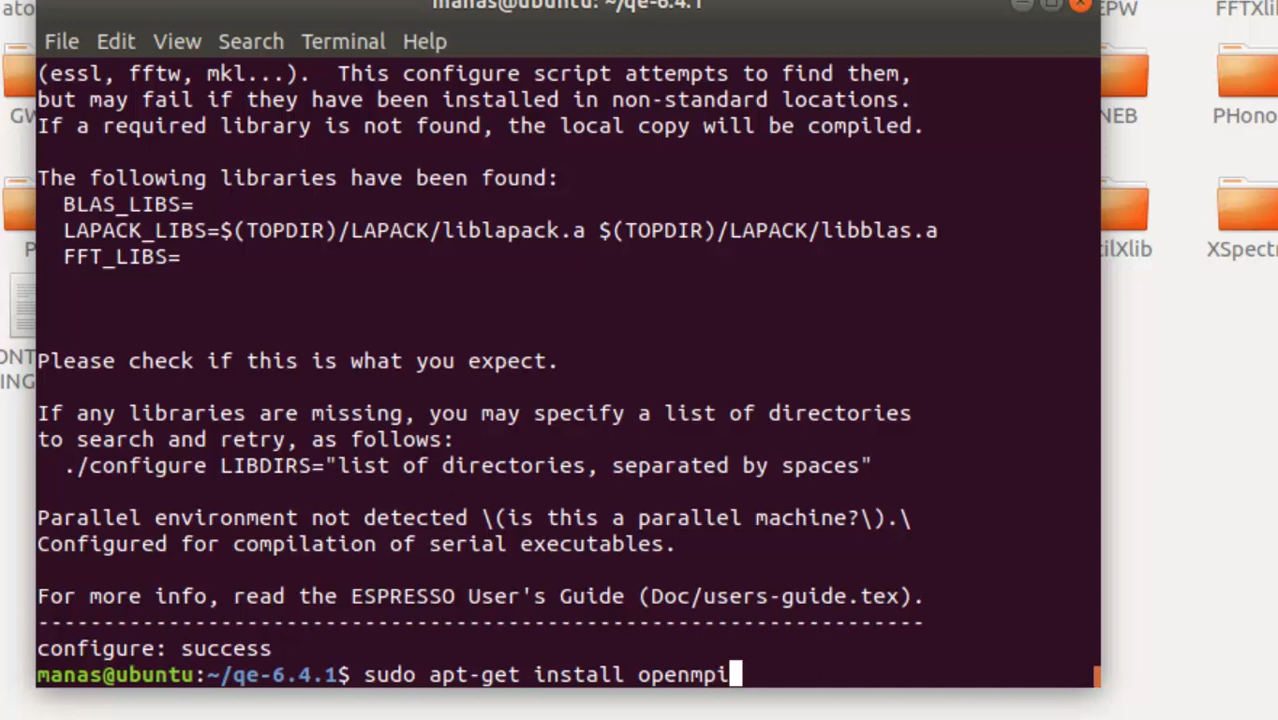 manas@ubuntu: ~/qe-6.4.1
File Edit View Search Terminal Help
(essl, fftw, mkl...).  This configure script attempts to find them,
but may fail if they have been installed in non-standard locations.
If a required library is not found, the local copy will be compiled.
The following libraries have been found:
BLAS_LIBS=
LAPACK_LIBS=$(TOPDIR)/LAPACK/liblapack.a $(TOPDIR)/LAPACK/libblas.a
FFT_LIBS=
Please check if this is what you expect.
If any libraries are missing, you may specify a list of directories
to search and retry, as follows:
./configure LIBDIRS="list of directories, separated by spaces"
Parallel environment not detected \(is this a parallel machine?\).\
Configured for compilation of serial executables.
For more info, read the ESPRESSO User's Guide (Doc/users-guide.tex).
--------------------------------------------------------------------
configure: success
manas@ubuntu:~/qe-6.4.1$ sudo apt-get install openmpi
ato
GW
P
ONT
ING
EPW
FFTXlib
NEB
PHono
tilXlib
XSpectr